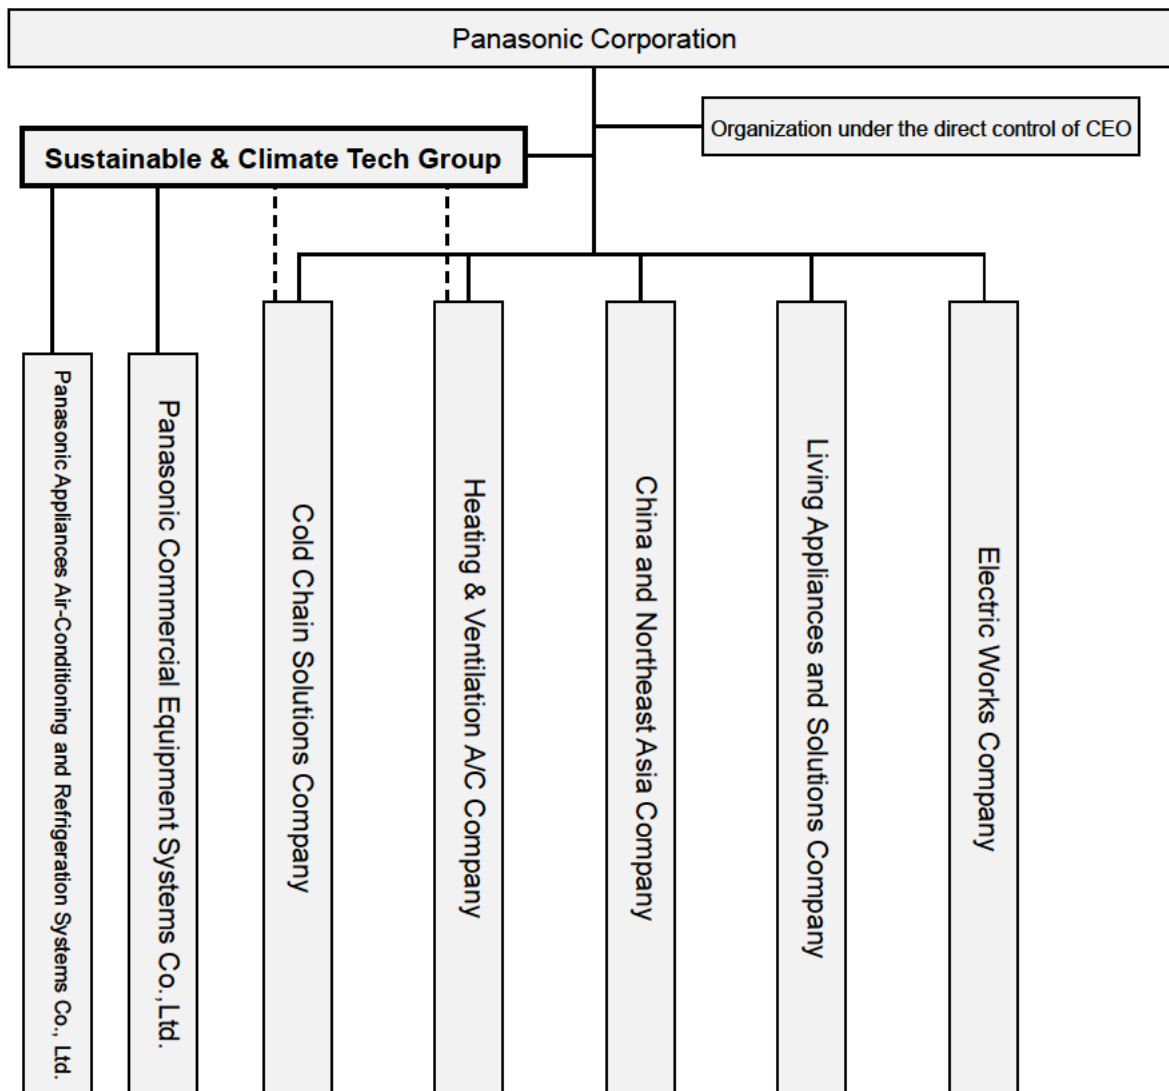 Panasonic Corporation
Organization under the direct control of CEO
Sustainable & Climate Tech Group
Panasonic Appliances Air-Conditioning and Refrigeration Systems Co., Ltd.
Panasonic Commercial Equipment Systems Co.,Ltd.
Cold Chain Solutions Company
Heating & Ventilation A/C Company
China and Northeast Asia Company
Living Appliances and Solutions Company
Electric Works Company